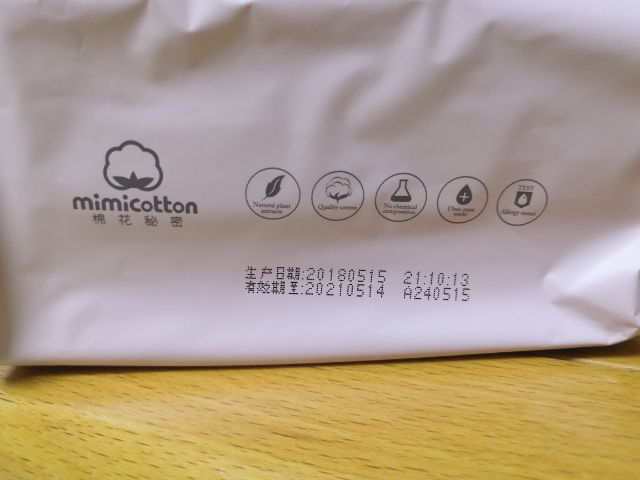 mimicotton
棉花秘密
Natural plant
extracts
Quality cotton
No chemical
composition
Ultra-pure
water
TEST
Allergy tested
生产日期:20180515 21:10:13
有效期至:20210514 A240515